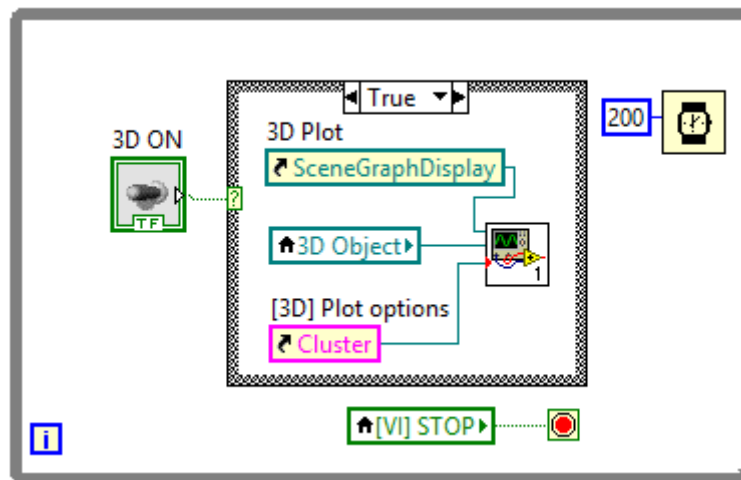 True
3D ON
TF
?
3D Plot
SceneGraphDisplay
3D Object
1
[3D] Plot options
Cluster
200
i
[VI] STOP